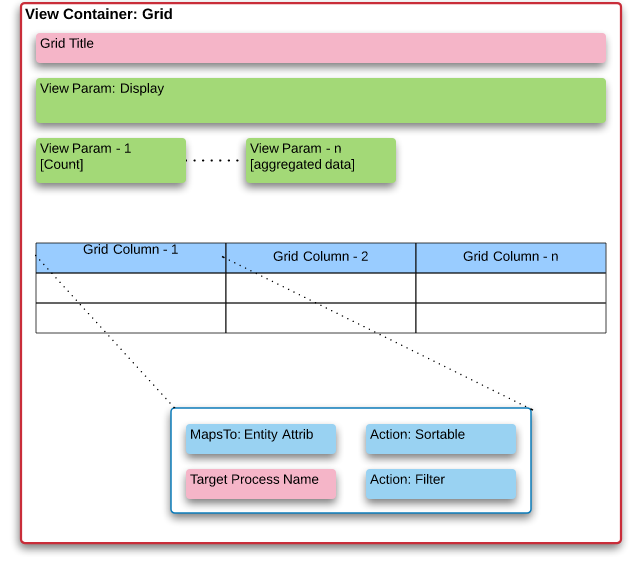 View Container: Grid
Grid Title
View Param: Display
View Param - 1
[Count]
View Param - n
[aggregated data]
Grid Column - 1
Grid Column - 2
Grid Column - n
MapsTo: Entity Attrib
Action: Sortable
Target Process Name
Action: Filter